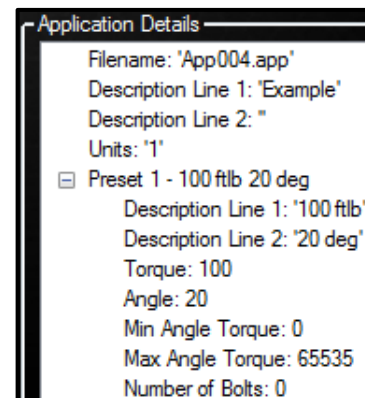 Application Details
Filename: 'App004.app'
Description Line 1: 'Example'
Description Line 2: ''
Units: '1'
Preset 1 - 100 ftlb 20 deg
Description Line 1: '100 ftlb'
Description Line 2: '20 deg'
Torque: 100
Angle: 20
Min Angle Torque: 0
Max Angle Torque: 65535
Number of Bolts: 0